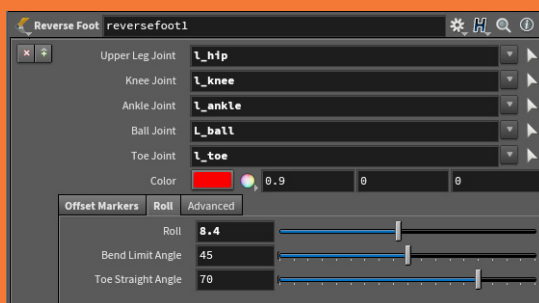 Reverse Foot reversefoot1
Upper Leg Joint l_hip
Knee Joint l_knee
Ankle Joint l_ankle
Ball Joint L_ball
Toe Joint l_toe
Color 0.9 0 0
Offset Markers Roll Advanced
Roll 8.4
Bend Limit Angle 45
Toe Straight Angle 70